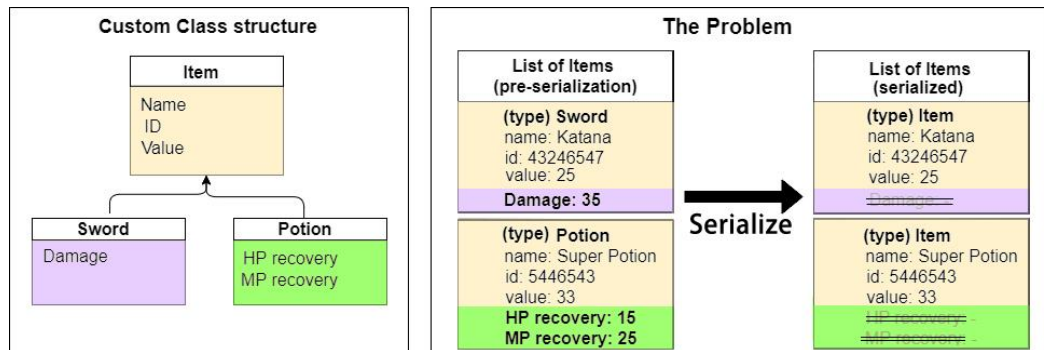 Custom Class structure
Item
Name
ID
Value
Sword
Damage
Potion
HP recovery
MP recovery
The Problem
List of Items
(pre-serialization)
(type) Sword
name: Katana
id: 43246547
value: 25
Damage: 35
(type) Potion
name: Super Potion
id: 5446543
value: 33
HP recovery: 15
MP recovery: 25
Serialize
List of Items
(serialized)
(type) Item
name: Katana
id: 43246547
value: 25
Damage: -
(type) Item
name: Super Potion
id: 5446543
value: 33
HP recovery: -
MP recovery: -